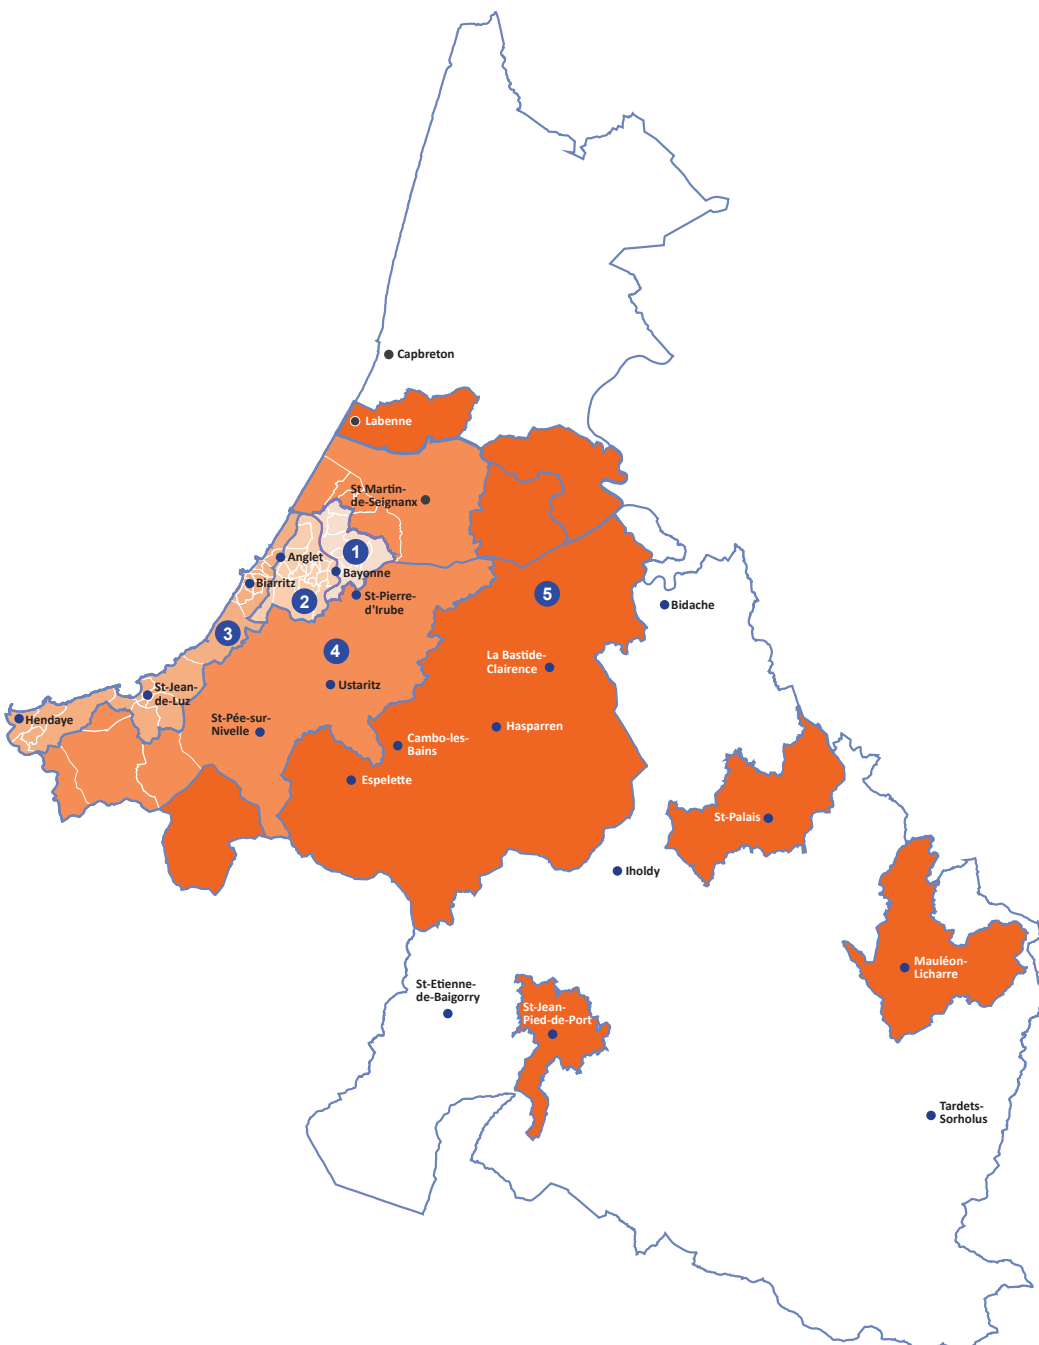 Capbreton
Labenne
St Martin-
de-Seignanx
1
Anglet
Bayonne
Biarritz
2
St-Pierre-
d'Irube
5
Bidache
3
4
La Bastide-
Clairence
Ustaritz
St-Jean-
de-Luz
Hendaye
St-Pée-sur-
Nivelle
Hasparren
Cambo-les-
Bains
Espelette
St-Palais
Iholdy
Mauléon-
Licharre
St-Etienne-
de-Baigorry
St-Jean-
Pied-de-Port
Tardets-
Sorholus